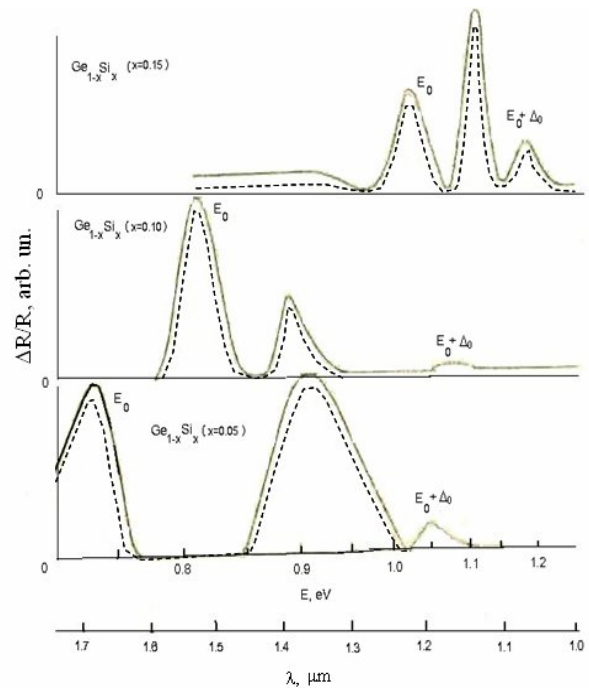 Ge1-xSix (x=0.15)
E0
E0 + Δ0
0
Ge1-xSix (x=0.10)
E0
E0 + Δ0
ΔR/R, arb. un.
0
E0
Ge1-xSix (x=0.05)
E0 + Δ0
0 0.8 0.9 1.0 1.1 1.2
E, eV
1.7 1.6 1.5 1.4 1.3 1.2 1.1 1.0
λ, μm